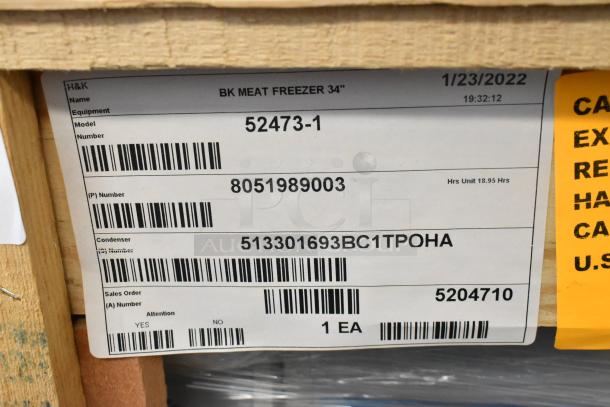 H&K
1/23/2022
Name
BK MEAT FREEZER 34"
19:32:12
Equipment
Model
Number
52473-1
8051989003
Hrs Unit 18.95 Hrs
(P) Number
Condenser
(S) Number
513301693BC1TPOHA
Sales Order
(A) Number
5204710
Attention
YES
NO
1 EA
CA
EX
RE
HA
CA
U.S
PCI